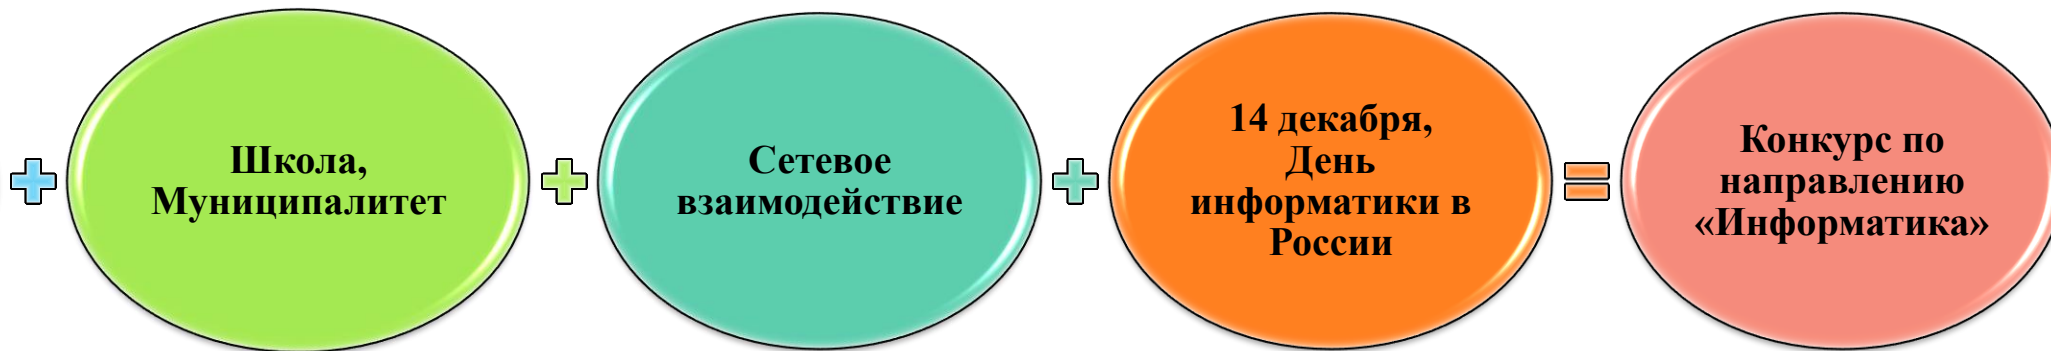 Школа,
Муниципалитет
Сетевое
взаимодействие
14 декабря,
День
информатики в
России
Конкурс по
направлению
«Информатика»